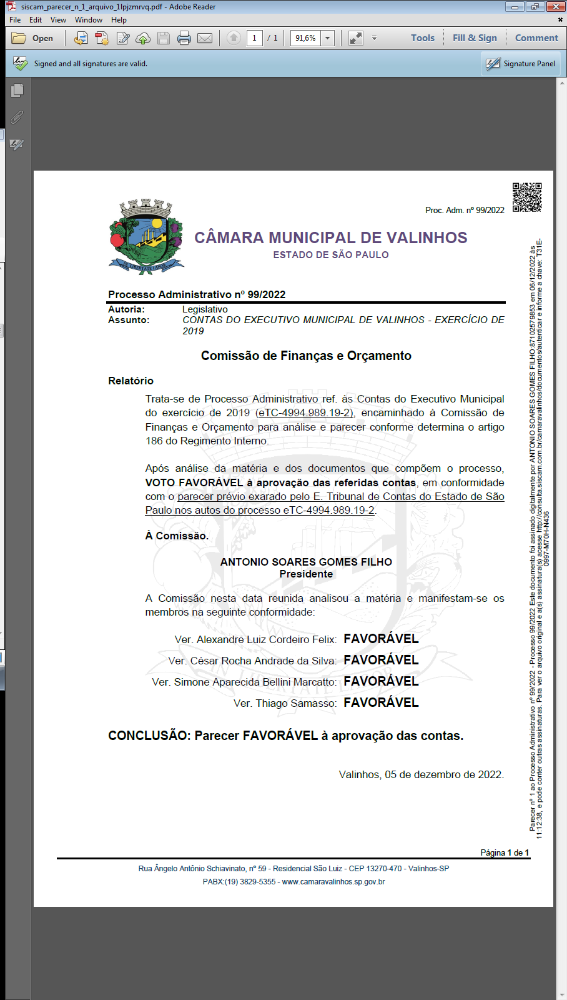 siscam_parecer_n_1_arquivo_1lpjzmrvq.pdf - Adobe Reader
File Edit View Window Help
Open 1 / 1 91,6% Tools Fill & Sign Comment
Signed and all signatures are valid. Signature Panel
Proc. Adm. nº 99/2022
CÂMARA MUNICIPAL DE VALINHOS
ESTADO DE SÃO PAULO
IN LIBERTATE LABOR
Processo Administrativo nº 99/2022
Autoria: Legislativo
Assunto: CONTAS DO EXECUTIVO MUNICIPAL DE VALINHOS - EXERCÍCIO DE
2019
Comissão de Finanças e Orçamento
Relatório
Trata-se de Processo Administrativo ref. às Contas do Executivo Municipal
do exercício de 2019 (eTC-4994.989.19-2), encaminhado à Comissão de
Finanças e Orçamento para análise e parecer conforme determina o artigo
186 do Regimento Interno.
Após análise da matéria e dos documentos que compõem o processo,
VOTO FAVORÁVEL à aprovação das referidas contas, em conformidade
com o parecer prévio exarado pelo E. Tribunal de Contas do Estado de São
Paulo nos autos do processo eTC-4994.989.19-2.
À Comissão.
ANTONIO SOARES GOMES FILHO
Presidente
A Comissão nesta data reunida analisou a matéria e manifestam-se os
membros na seguinte conformidade:
Ver. Alexandre Luiz Cordeiro Felix: FAVORÁVEL
Ver. César Rocha Andrade da Silva: FAVORÁVEL
Ver. Simone Aparecida Bellini Marcatto: FAVORÁVEL
Ver. Thiago Samasso: FAVORÁVEL
IN LIBERTATE LABOR
CONCLUSÃO: Parecer FAVORÁVEL à aprovação das contas.
Valinhos, 05 de dezembro de 2022.
Página 1 de 1
Rua Ângelo Antônio Schiavinato, nº 59 - Residencial São Luiz - CEP 13270-470 - Valinhos-SP
PABX:(19) 3829-5355 - www.camaravalinhos.sp.gov.br
Parecer nº 1 ao Processo Administrativo nº 99/2022 - Processo 99/2022 Este documento foi assinado digitalmente por ANTONIO SOARES GOMES FILHO:87102579853 em 06/12/2022 às
11:12:38, e pode conter outras assinaturas. Para ver o arquivo original e a(s) assinatura(s) acesse http://consulta.siscam.com.br/camaravalinhos/documentos/autenticar e informe a chave: T31E-
0997-M70H-N436